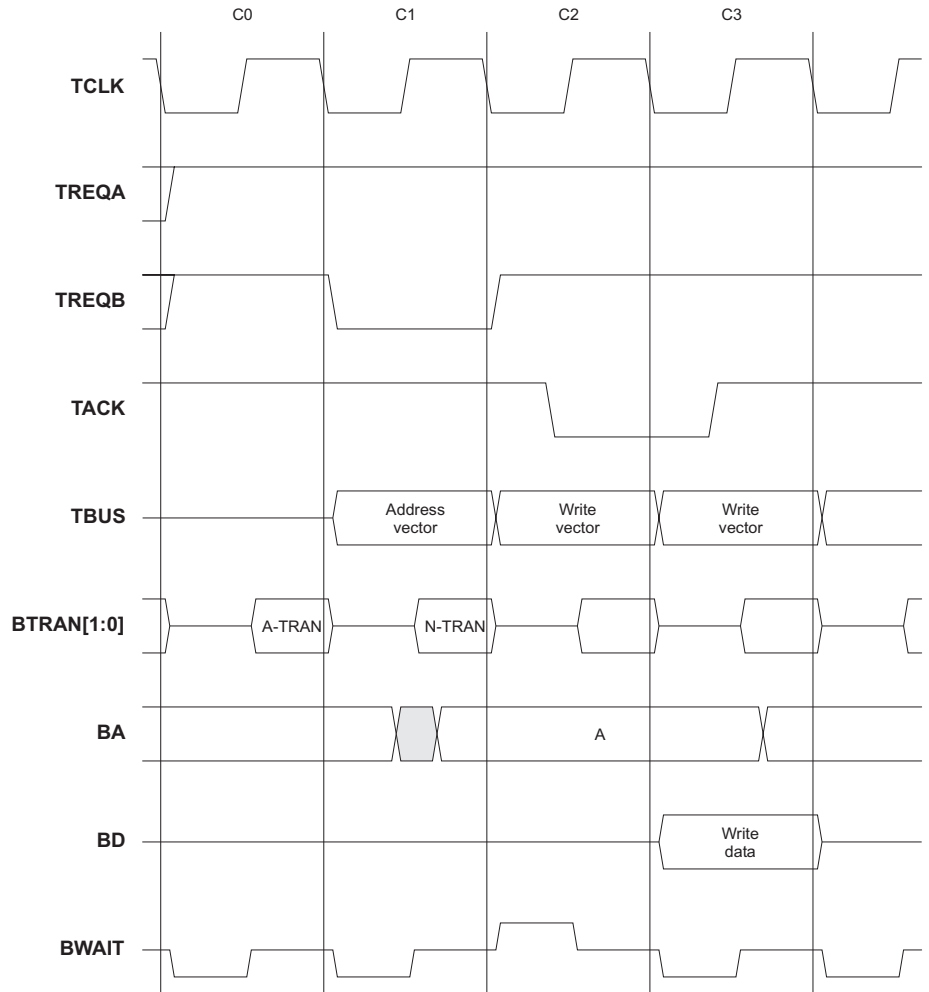 C0 C1 C2 C3
TCLK
TREQA
TREQB
TACK
TBUS
Address
vector
Write
vector
Write
vector
BTRAN[1:0]
A-TRAN
N-TRAN
BA
A
BD
Write
data
BWAIT